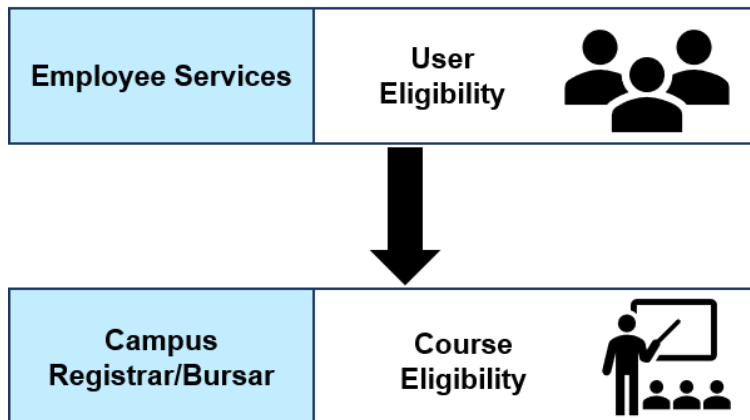 Employee Services
User
Eligibility
Campus
Registrar/Bursar
Course
Eligibility